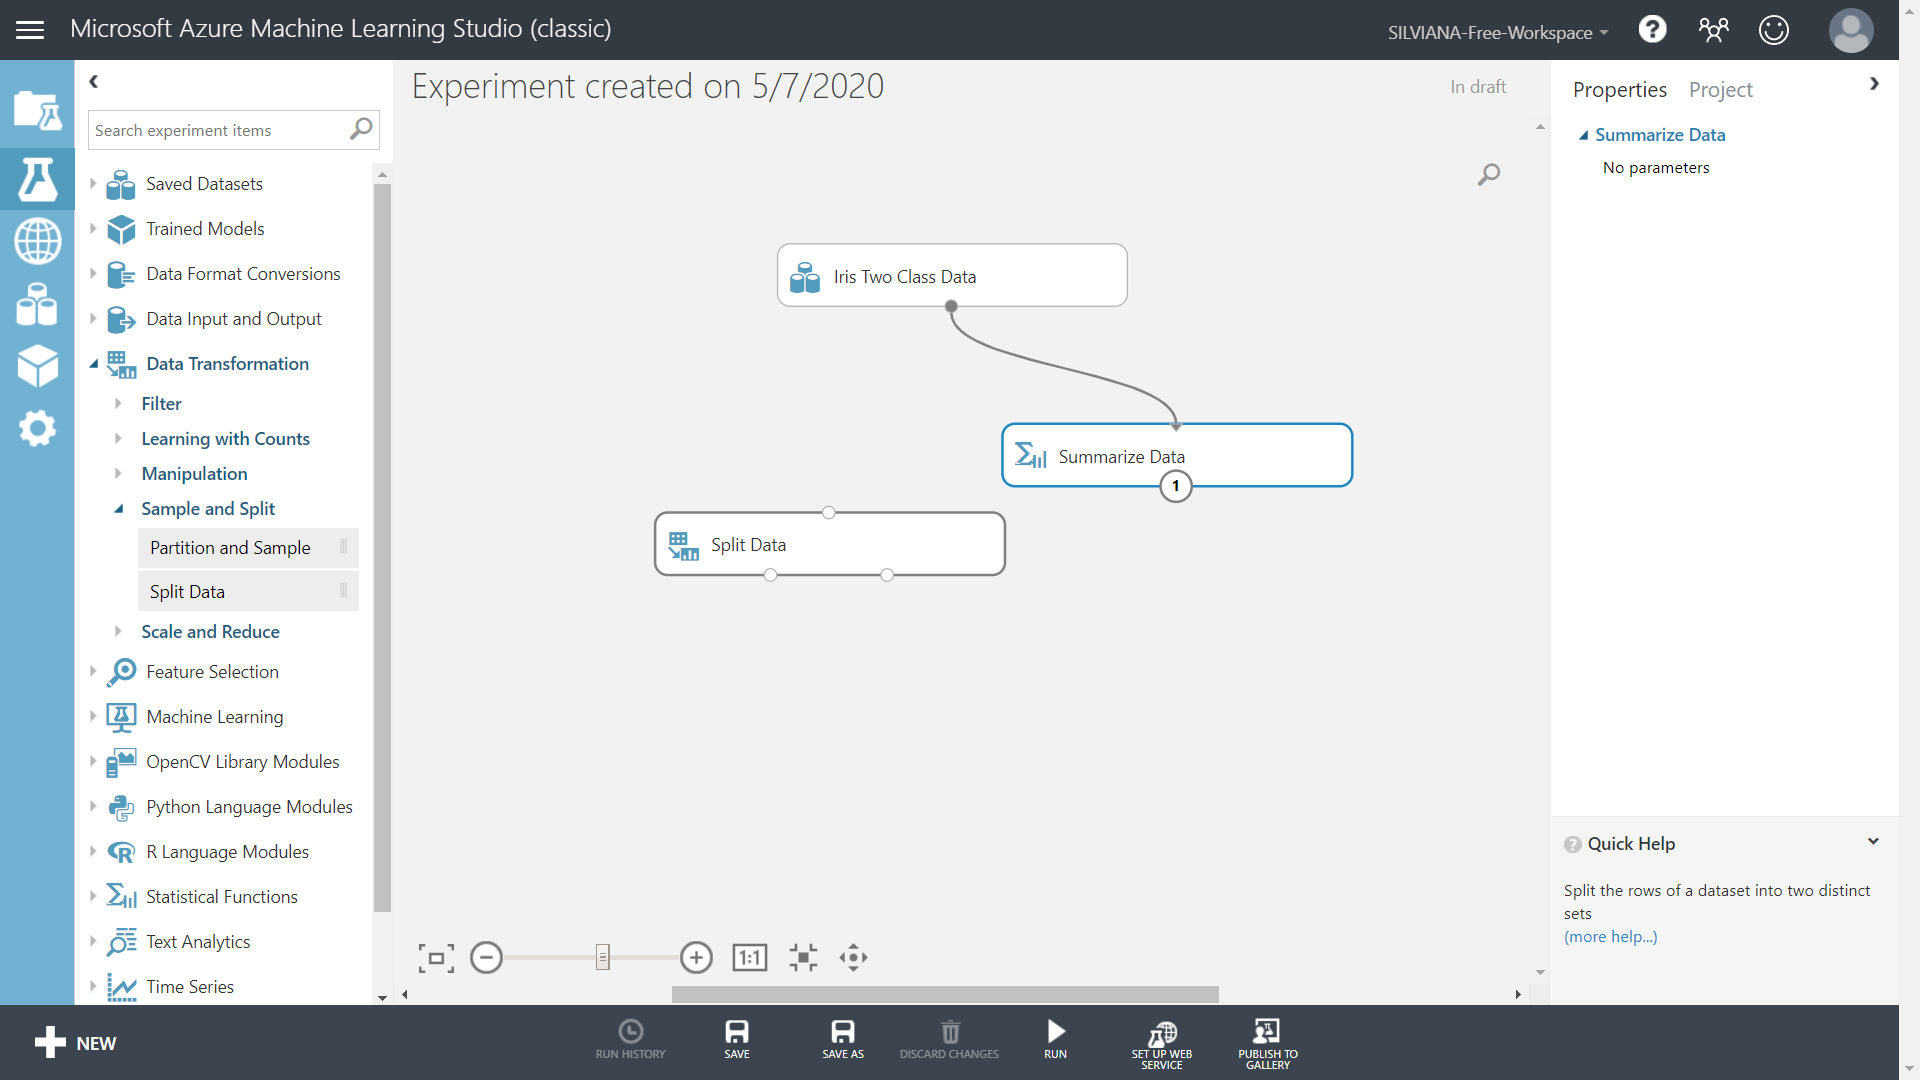 Microsoft Azure Machine Learning Studio (classic)
SILVIANA-Free-Workspace
?
Search experiment items
Saved Datasets
Trained Models
Data Format Conversions
Data Input and Output
Data Transformation
Filter
Learning with Counts
Manipulation
Sample and Split
Partition and Sample
Split Data
Scale and Reduce
Feature Selection
Machine Learning
OpenCV Library Modules
Python Language Modules
R Language Modules
Statistical Functions
Text Analytics
Time Series
Experiment created on 5/7/2020
In draft
Iris Two Class Data
Summarize Data
1
Split Data
1:1
Properties
Project
Summarize Data
No parameters
? Quick Help
Split the rows of a dataset into two distinct
sets
(more help...)
NEW
RUN HISTORY
SAVE
SAVE AS
DISCARD CHANGES
RUN
SET UP WEB
SERVICE
PUBLISH TO
GALLERY